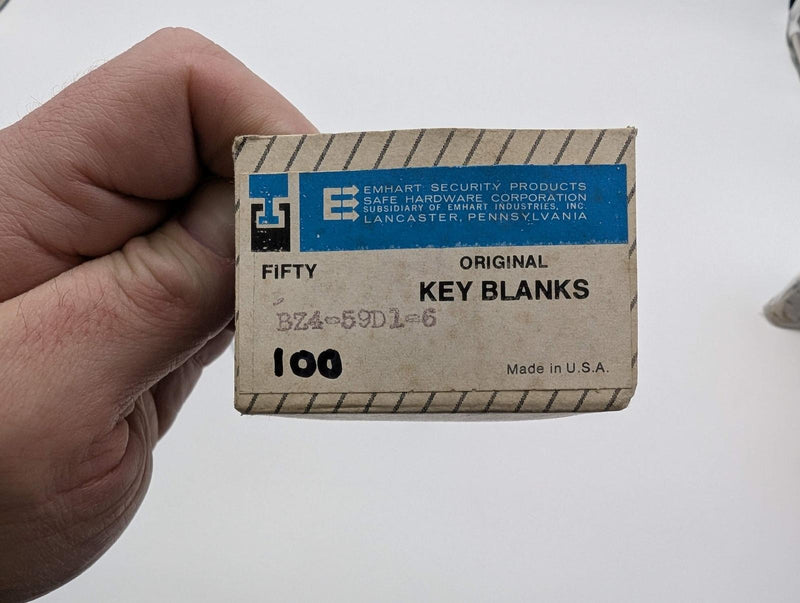 EMHART SECURITY PRODUCTS
SAFE HARDWARE CORPORATION
SUBSIDIARY OF EMHART INDUSTRIES, INC.
LANCASTER, PENNSYLVANIA
FIFTY
ORIGINAL
KEY BLANKS
BZ4-59D1-6
100
Made in U.S.A.